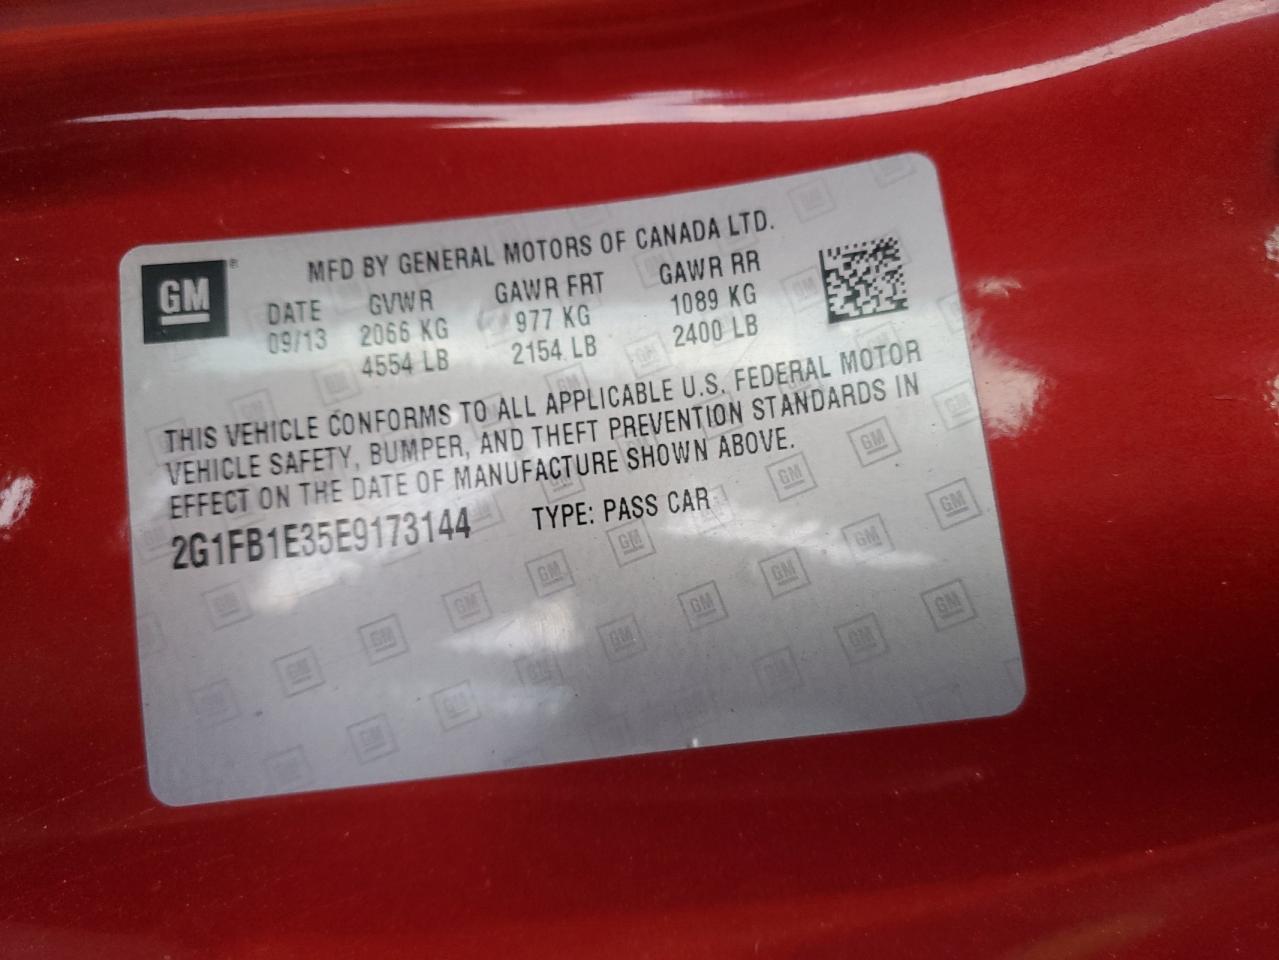 GM
MFD BY GENERAL MOTORS OF CANADA LTD.
DATE GVWR GAWR FRT GAWR RR
09/13 2066 KG 977 KG 1089 KG
4554 LB 2154 LB 2400 LB
THIS VEHICLE CONFORMS TO ALL APPLICABLE U.S. FEDERAL MOTOR
VEHICLE SAFETY, BUMPER, AND THEFT PREVENTION STANDARDS IN
EFFECT ON THE DATE OF MANUFACTURE SHOWN ABOVE.
2G1FB1E35E9173144 TYPE: PASS CAR